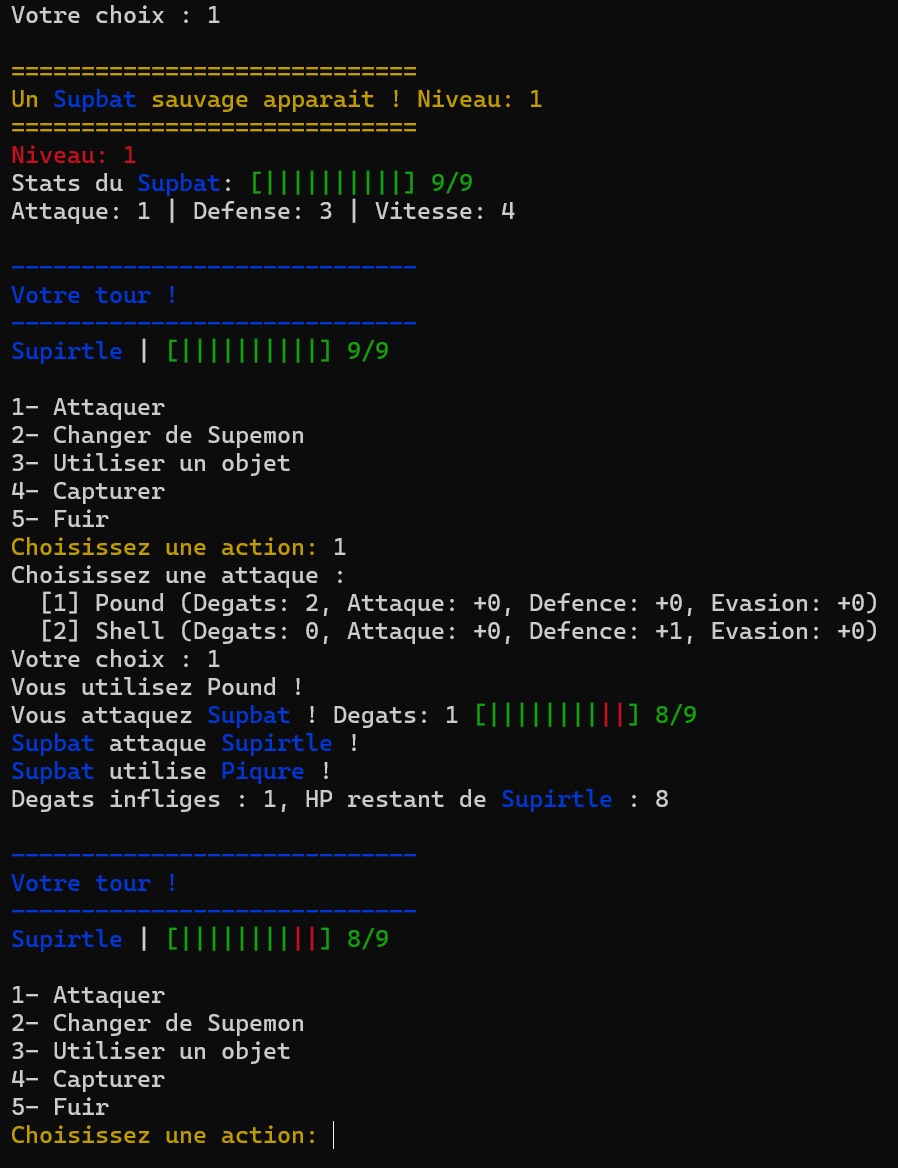 Votre choix : 1
=============================
Un Supbat sauvage apparait ! Niveau: 1
=============================
Niveau: 1
Stats du Supbat: [||||||||||] 9/9
Attaque: 1 | Defense: 3 | Vitesse: 4
-----------------------------
Votre tour !
-----------------------------
Supirtle | [||||||||||] 9/9
1- Attaquer
2- Changer de Supemon
3- Utiliser un objet
4- Capturer
5- Fuir
Choisissez une action: 1
Choisissez une attaque :
  [1] Pound (Degats: 2, Attaque: +0, Defence: +0, Evasion: +0)
  [2] Shell (Degats: 0, Attaque: +0, Defence: +1, Evasion: +0)
Votre choix : 1
Vous utilisez Pound !
Vous attaquez Supbat ! Degats: 1 [||||||||||] 8/9
Supbat attaque Supirtle !
Supbat utilise Piqure !
Degats infliges : 1, HP restant de Supirtle : 8
-----------------------------
Votre tour !
-----------------------------
Supirtle | [||||||||||] 8/9
1- Attaquer
2- Changer de Supemon
3- Utiliser un objet
4- Capturer
5- Fuir
Choisissez une action: